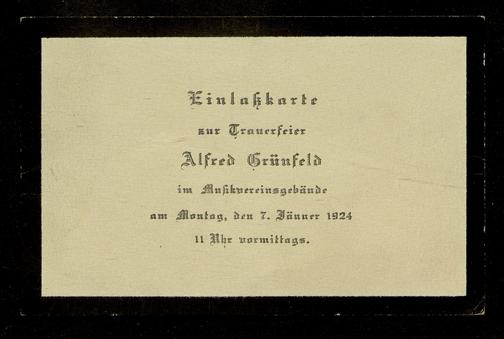 Einlaßkarte
zur Trauerfeier
Alfred Grünfeld
im Musikvereinsgebäude
am Montag, den 7. Jänner 1924
11 Uhr vormittags.